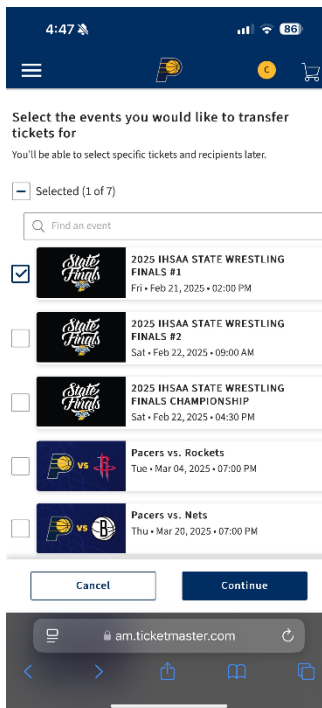 4:47
86
C
Select the events you would like to transfer
tickets for
You'll be able to select specific tickets and recipients later.
Selected (1 of 7)
Find an event
State
Finals
2025 IHSAA STATE WRESTLING
FINALS #1
Fri • Feb 21, 2025 • 02:00 PM
State
Finals
2025 IHSAA STATE WRESTLING
FINALS #2
Sat • Feb 22, 2025 • 09:00 AM
State
Finals
2025 IHSAA STATE WRESTLING
FINALS CHAMPIONSHIP
Sat • Feb 22, 2025 • 04:30 PM
VS
Pacers vs. Rockets
Tue • Mar 04, 2025 • 07:00 PM
VS
B
Pacers vs. Nets
Thu • Mar 20, 2025 • 07:00 PM
Cancel
Continue
am.ticketmaster.com